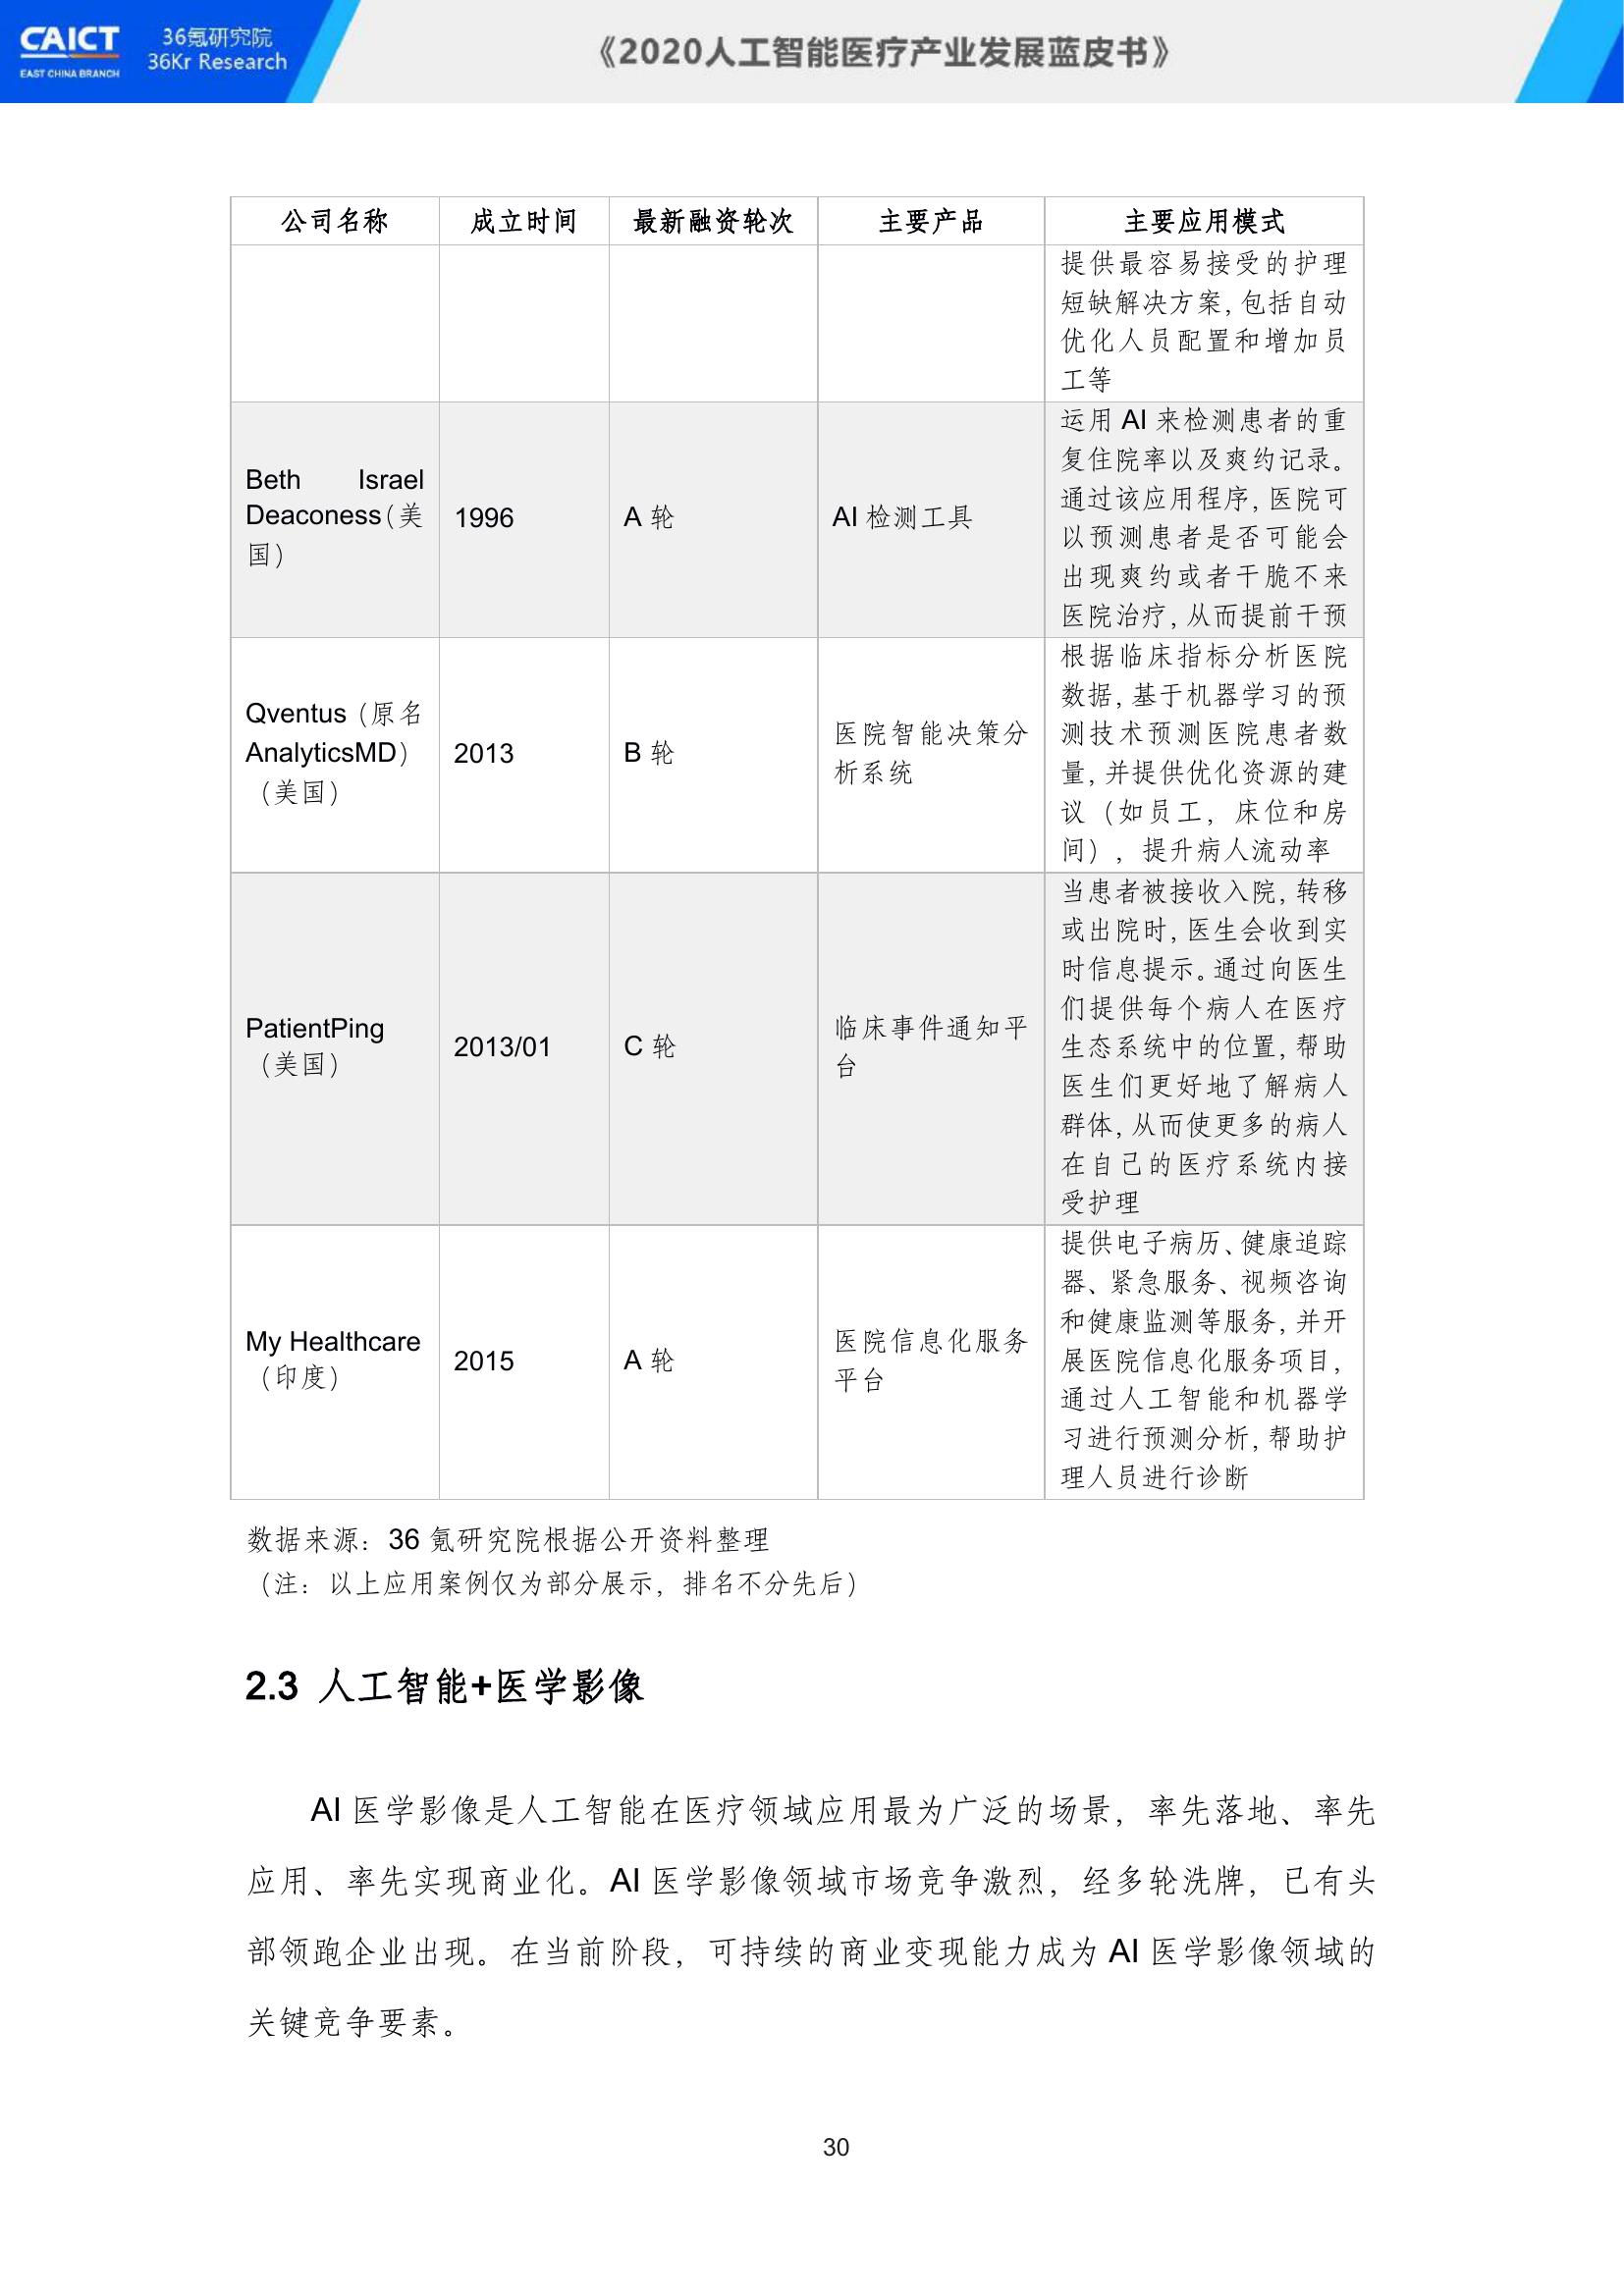 CAICT
EAST CHINA BRANCH
36氪研究院
36Kr Research
《2020人工智能医疗产业发展蓝皮书》
公司名称 成立时间 最新融资轮次 主要产品 主要应用模式
提供最容易接受的护理
短缺解决方案,包括自动
优化人员配置和增加员
工等
Beth Israel
Deaconess(美
国)
1996
A 轮
AI 检测工具
运用 AI 来检测患者的重
复住院率以及爽约记录。
通过该应用程序,医院可
以预测患者是否可能会
出现爽约或者干脆不来
医院治疗,从而提前干预
Qventus(原名
AnalyticsMD)
(美国)
2013
B 轮
医院智能决策分
析系统
根据临床指标分析医院
数据,基于机器学习的预
测技术预测医院患者数
量,并提供优化资源的建
议(如员工,床位和房
间),提升病人流动率
PatientPing
(美国)
2013/01
C 轮
临床事件通知平
台
当患者被接收入院,转移
或出院时,医生会收到实
时信息提示。通过向医生
们提供每个病人在医疗
生态系统中的位置,帮助
医生们更好地了解病人
群体,从而使更多的病人
在自己的医疗系统内接
受护理
My Healthcare
(印度)
2015
A 轮
医院信息化服务
平台
提供电子病历、健康追踪
器、紧急服务、视频咨询
和健康监测等服务,并开
展医院信息化服务项目,
通过人工智能和机器学
习进行预测分析,帮助护
理人员进行诊断
数据来源:36 氪研究院根据公开资料整理
(注:以上应用案例仅为部分展示,排名不分先后)
2.3 人工智能+医学影像
AI 医学影像是人工智能在医疗领域应用最为广泛的场景,率先落地、率先
应用、率先实现商业化。AI 医学影像领域市场竞争激烈,经多轮洗牌,已有头
部领跑企业出现。在当前阶段,可持续的商业变现能力成为 AI 医学影像领域的
关键竞争要素。
30